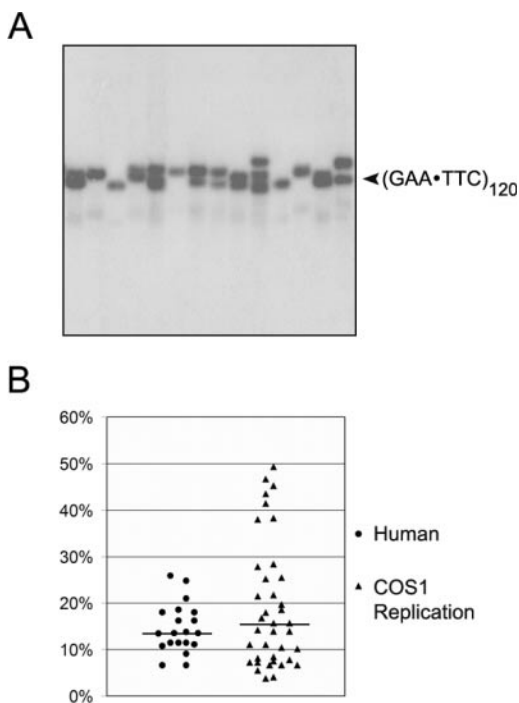 A
(GAA•TTC)120
B
60%
50%
40%
30%
20%
10%
0%
Human
COS1
Replication